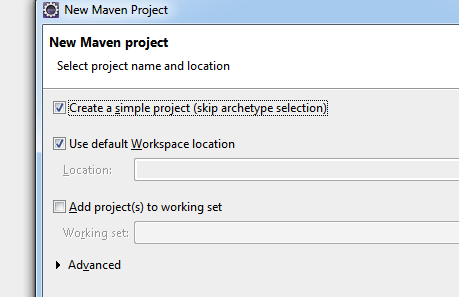 New Maven Project
New Maven project
Select project name and location
Create a simple project (skip archetype selection)
Use default Workspace location
Location:
Add project(s) to working set
Working set:
Advanced